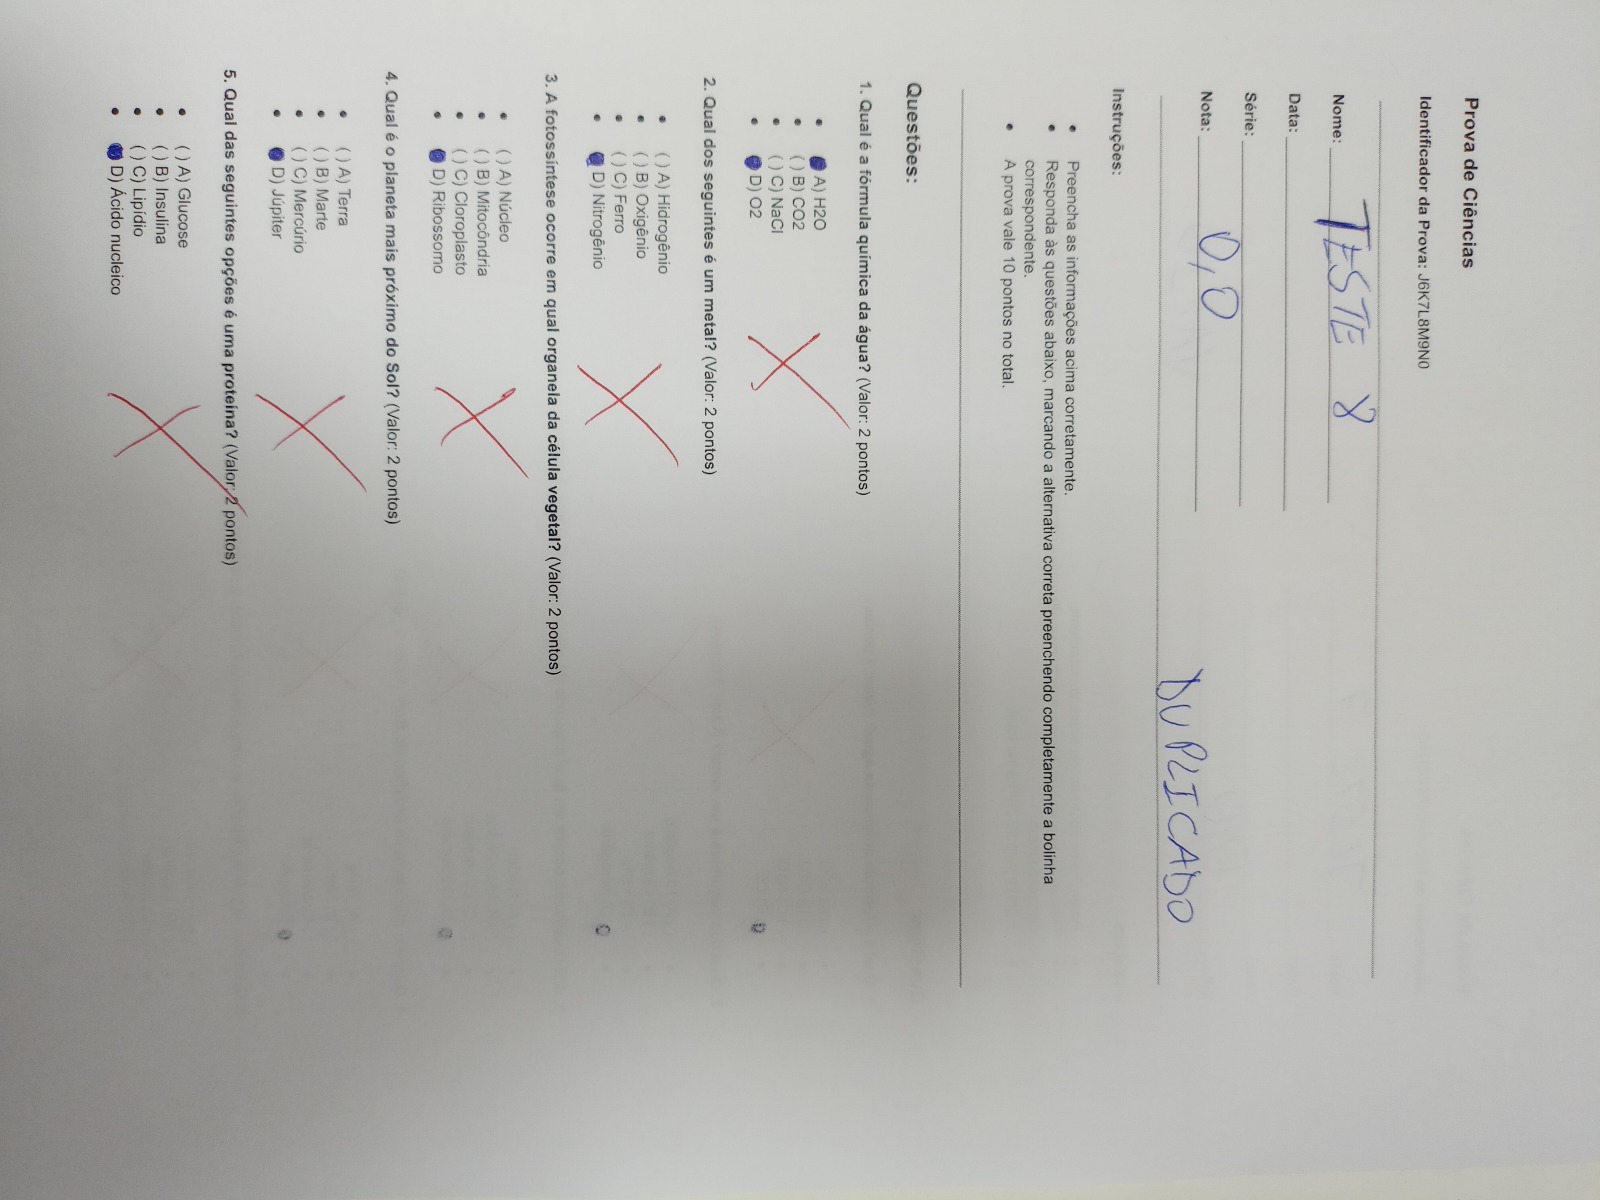 Prova de Ciências
Identificador da Prova: J6K7L8M9N0
Nome: TESTE 8
Data:
Série:
Nota: 0,0
DUPLICADO
Instruções:
• Preencha as informações acima corretamente.
• Responda às questões abaixo, marcando a alternativa correta preenchendo completamente a bolinha
correspondente.
• A prova vale 10 pontos no total.
Questões:
1. Qual é a fórmula química da água? (Valor: 2 pontos)
• A) H2O
• ( ) B) CO2
• ( ) C) NaCl
• D) O2
2. Qual dos seguintes é um metal? (Valor: 2 pontos)
• ( ) A) Hidrogênio
• ( ) B) Oxigênio
• ( ) C) Ferro
• D) Nitrogênio
3. A fotossíntese ocorre em qual organela da célula vegetal? (Valor: 2 pontos)
• ( ) A) Núcleo
• ( ) B) Mitocôndria
• ( ) C) Cloroplasto
• D) Ribossomo
4. Qual é o planeta mais próximo do Sol? (Valor: 2 pontos)
• ( ) A) Terra
• ( ) B) Marte
• ( ) C) Mercúrio
• D) Júpiter
5. Qual das seguintes opções é uma proteína? (Valor: 2 pontos)
• ( ) A) Glucose
• ( ) B) Insulina
• ( ) C) Lipídio
• D) Ácido nucleico